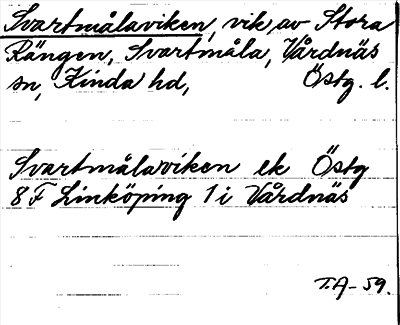 Svartmålaviken, vik av Stora
Rängen, Svartmåla, Vårdnäs
sn, Kinda hd, Östg. l.
Svartmålaviken ek Östg
8 F Linköping 1 i Vårdnäs
T.A-59.